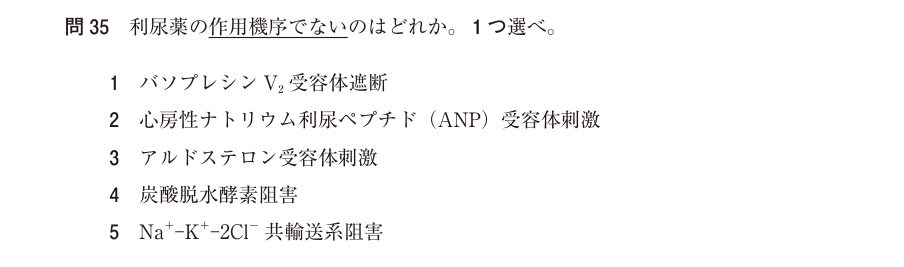 問 35 利尿薬の作用機序でないのはどれか。1つ選べ。
1 バソプレシン V₂ 受容体遮断
2 心房性ナトリウム利尿ペプチド（ANP）受容体刺激
3 アルドステロン受容体刺激
4 炭酸脱水酵素阻害
5 Na⁺-K⁺-2Cl⁻ 共輸送系阻害